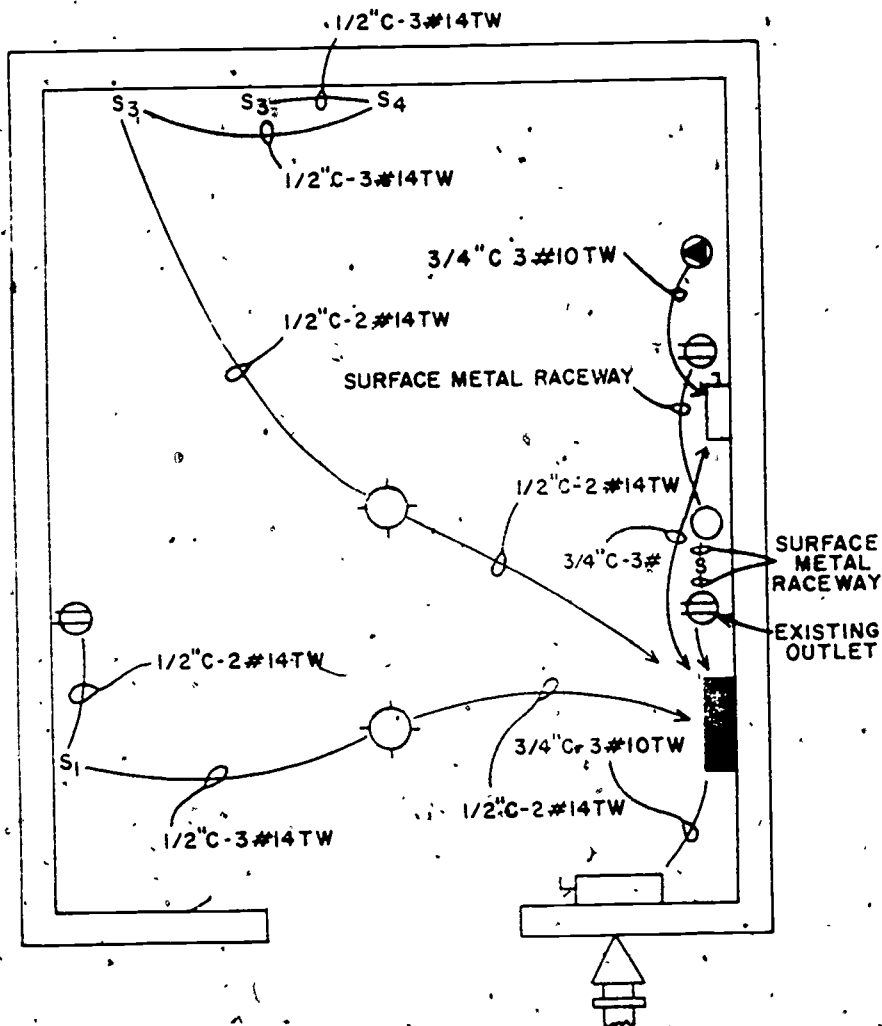 1/2"C-3#14TW
S3 S3 S4
1/2"C-3#14TW
3/4"C 3#10TW
1/2"C-2#14TW
SURFACE METAL RACEWAY
1/2"C-2#14TW
3/4"C-3#
S
SURFACE
METAL
RACEWAY
EXISTING
OUTLET
1/2"C-2#14TW
S1
3/4"C-3#10TW
1/2"C-2#14TW
1/2"C-3#14TW